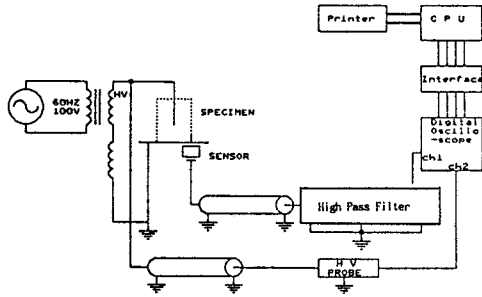 Printer
C P U
Interface
Digital
Oscillo
-scope
ch1
ch2
60HZ
100V
HV
SPECIMEN
SENSOR
High Pass Filter
H V
PROBE